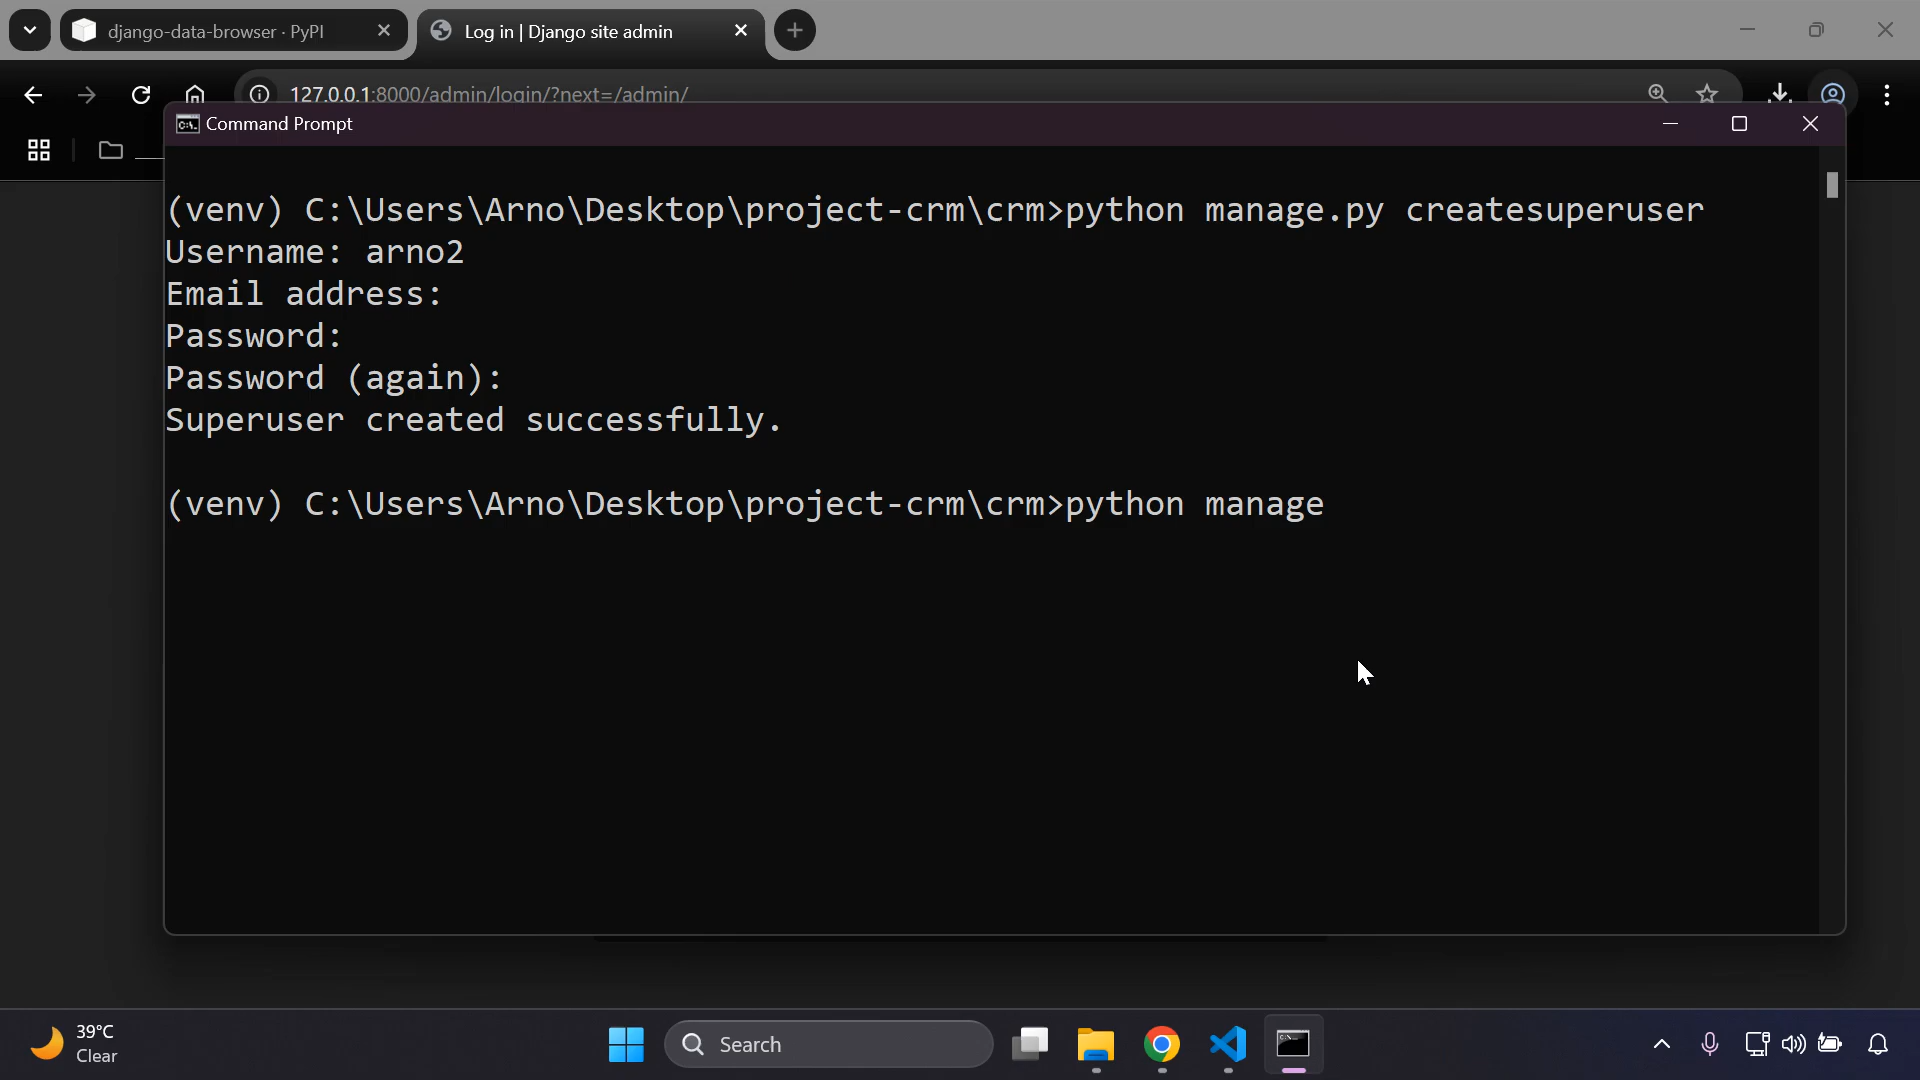 django-data-browser · PyPI
Log in | Django site admin
127.0.0.1:8000/admin/login/?next=/admin/
Command Prompt
(venv) C:\Users\Arno\Desktop\project-crm\crm>python manage.py createsuperuser
Username: arno2
Email address:
Password:
Password (again):
Superuser created successfully.
(venv) C:\Users\Arno\Desktop\project-crm\crm>python manage
39°C
Clear
Search